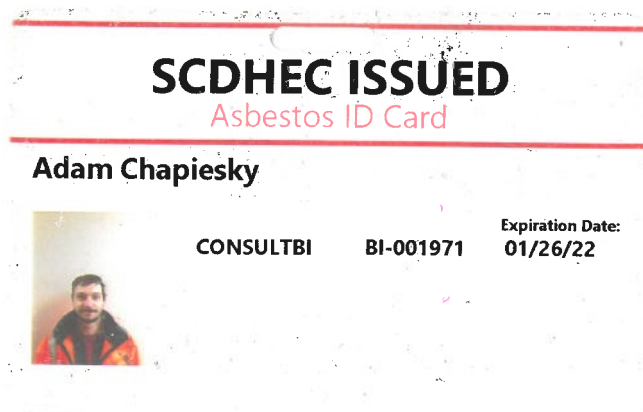 SCDHEC ISSUED
Asbestos ID Card
Adam Chapiesky
Expiration Date:
CONSULTBI BI-001971 01/26/22